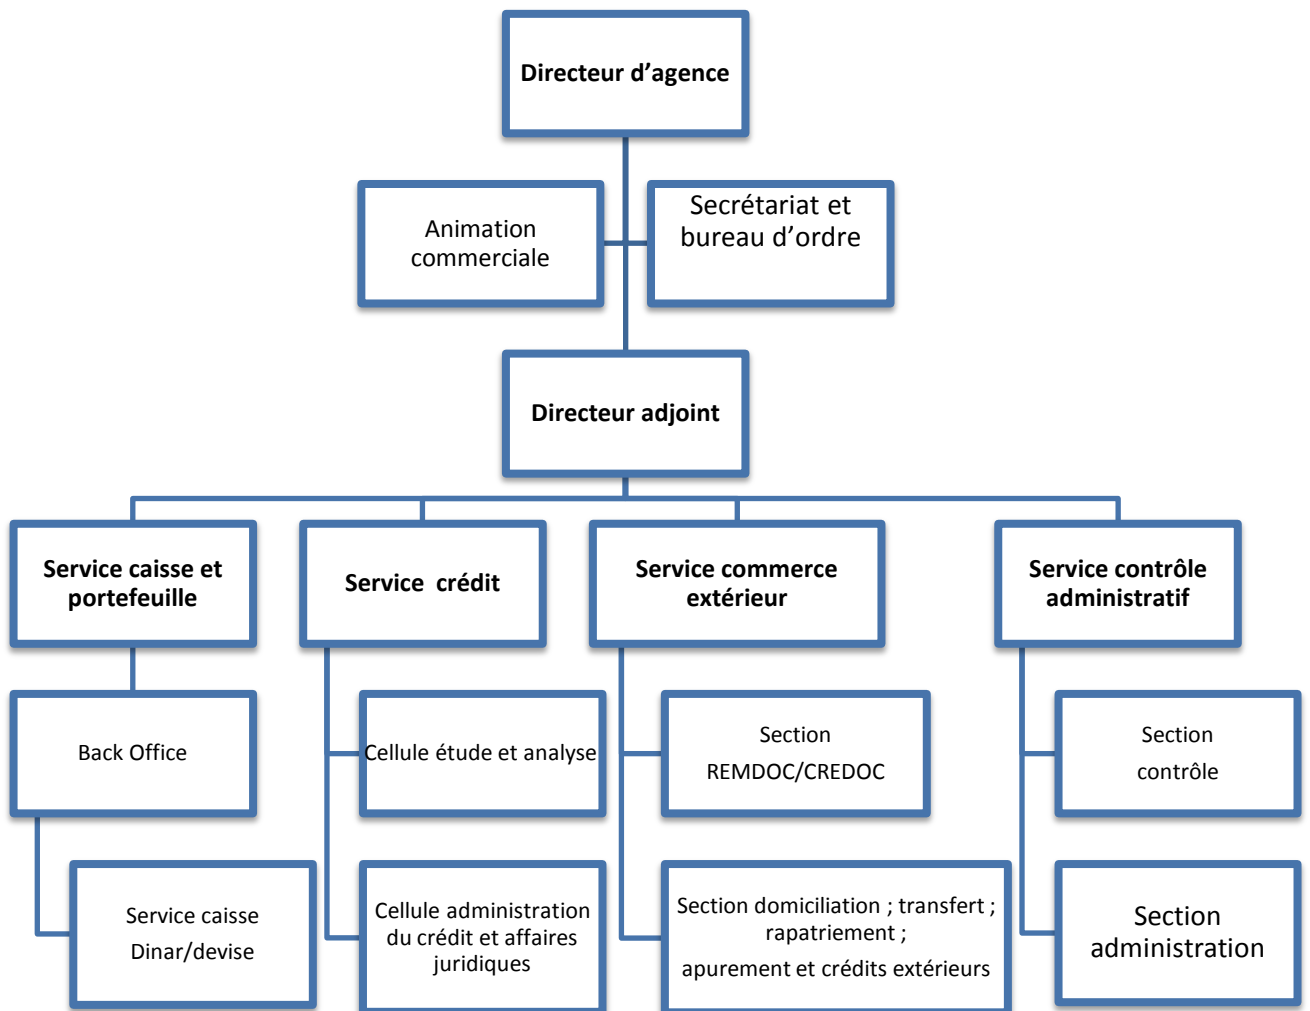 Directeur d'agence
Animation
commerciale
Secrétariat et
bureau d'ordre
Directeur adjoint
Service caisse et
portefeuille
Service crédit
Service commerce
extérieur
Service contrôle
administratif
Back Office
Cellule étude et analyse
Section
REMDOC/CREDOC
Section
contrôle
Service caisse
Dinar/devise
Cellule administration
du crédit et affaires
juridiques
Section domiciliation ; transfert ;
rapatriement ;
apurement et crédits extérieurs
Section
administration